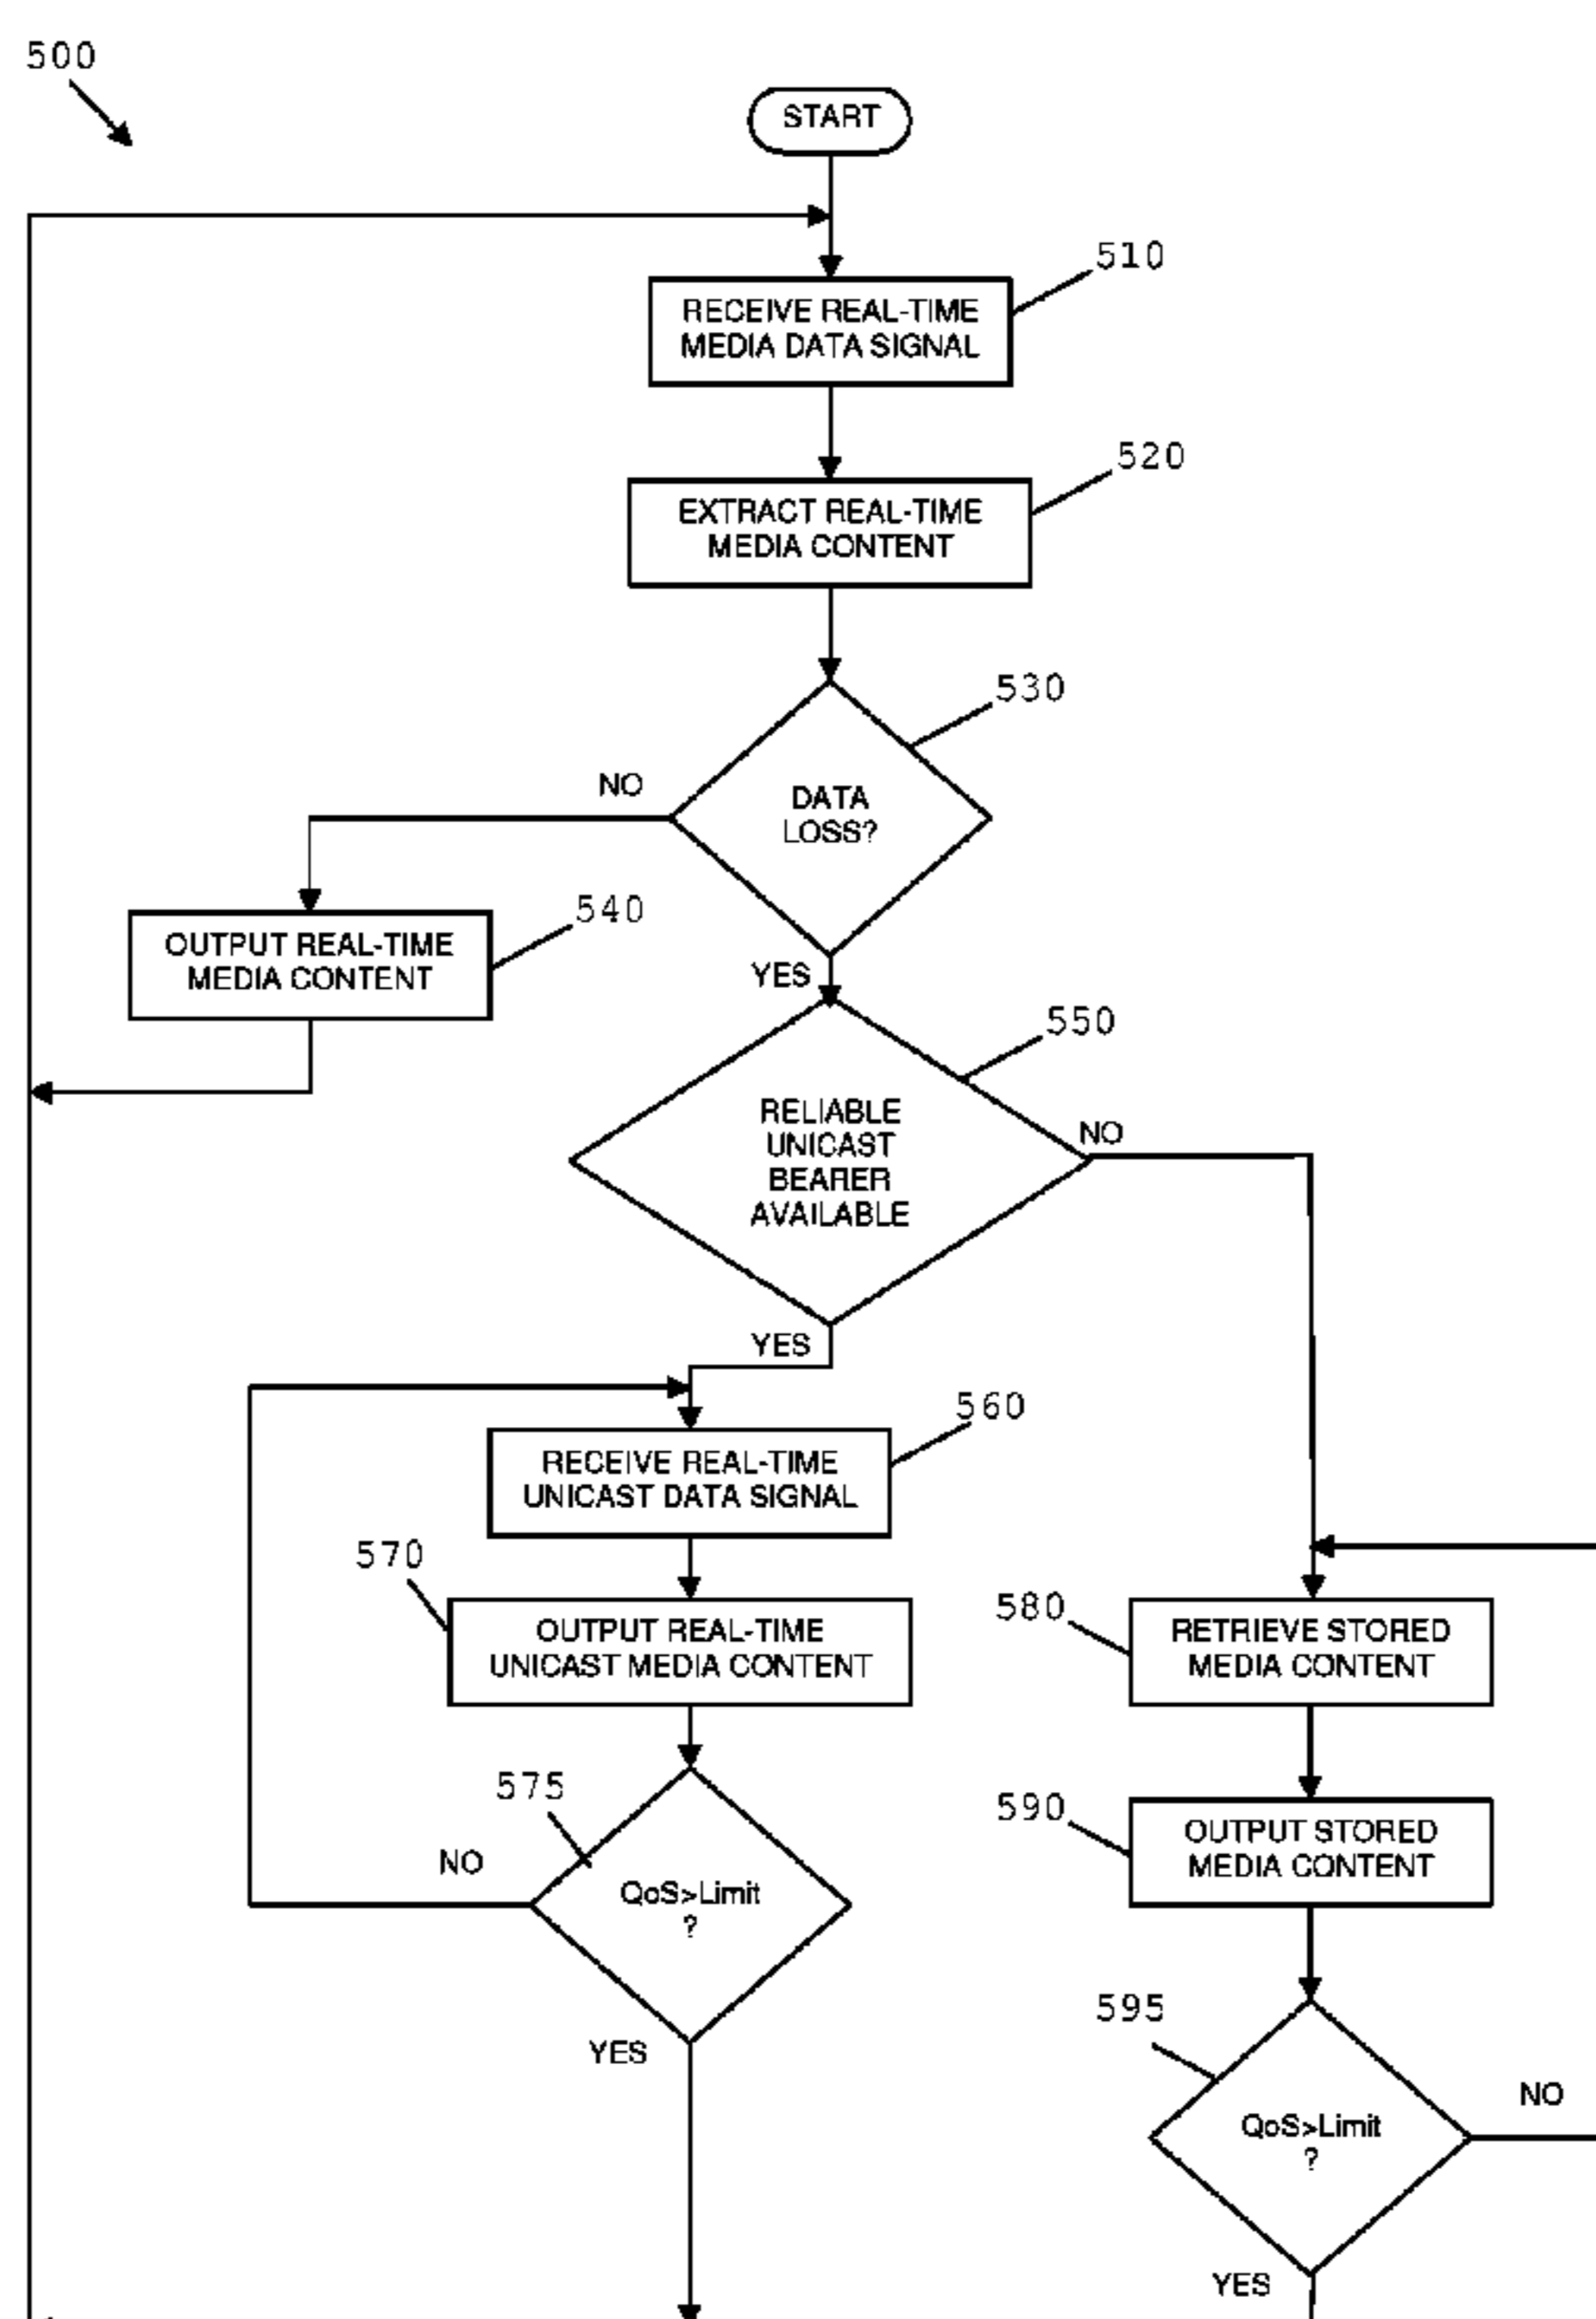 500
START
510
RECEIVE REAL-TIME
MEDIA DATA SIGNAL
520
EXTRACT REAL-TIME
MEDIA CONTENT
530
NO
DATA
LOSS?
540
OUTPUT REAL-TIME
MEDIA CONTENT
YES
550
RELIABLE
UNICAST
BEARER
AVAILABLE
NO
YES
560
RECEIVE REAL-TIME
UNICAST DATA SIGNAL
570
OUTPUT REAL-TIME
UNICAST MEDIA CONTENT
580
RETRIEVE STORED
MEDIA CONTENT
575
NO
QoS>Limit
?
YES
590
OUTPUT STORED
MEDIA CONTENT
595
NO
QoS>Limit
?
YES